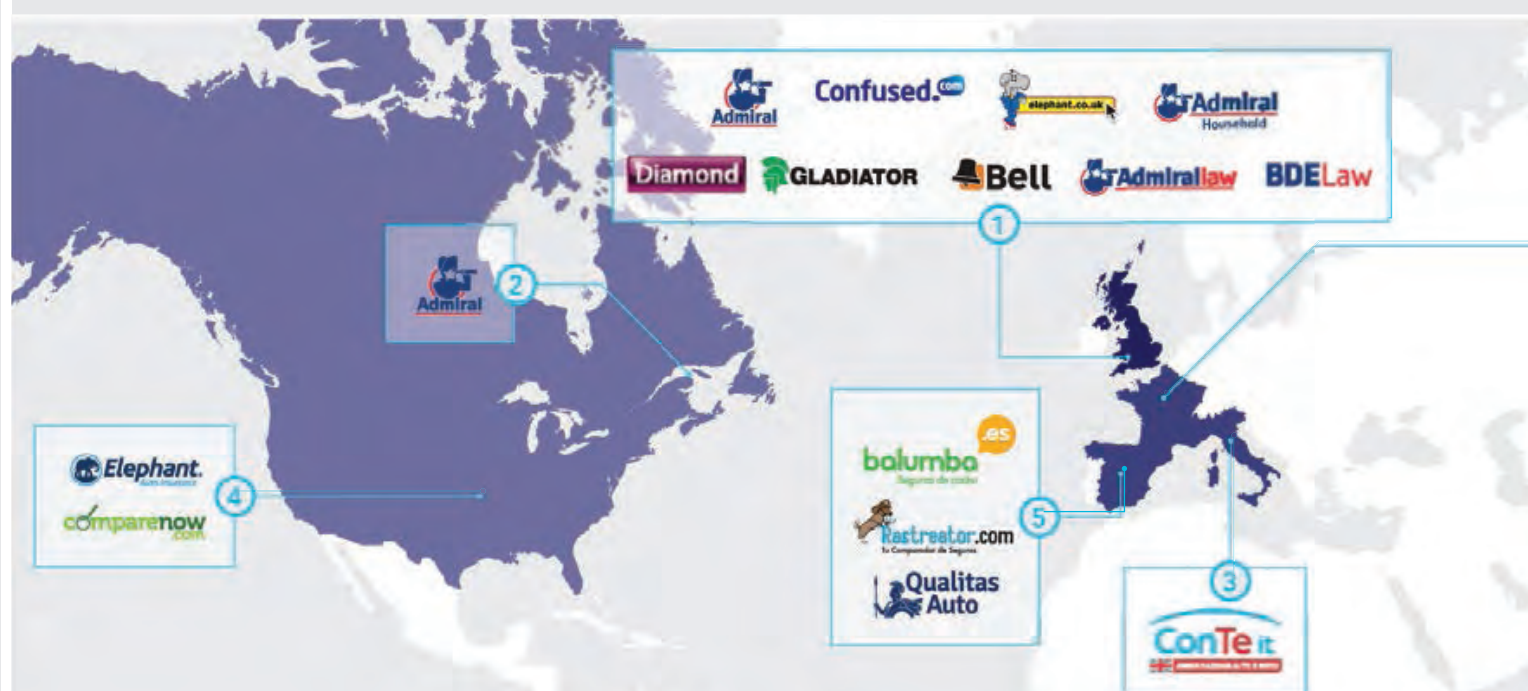 Admiral
Confused.com
elephant.co.uk
Admiral
Household
Diamond
GLADIATOR
Bell
Admirallaw
BDELaw
1
Admiral
2
Elephant.
auto insurance
comparenow
.com
4
balumba
.es
Seguros de coche
Rastreator.com
Tu Comparador de Seguros
Qualitas
Auto
5
3
ConTe it